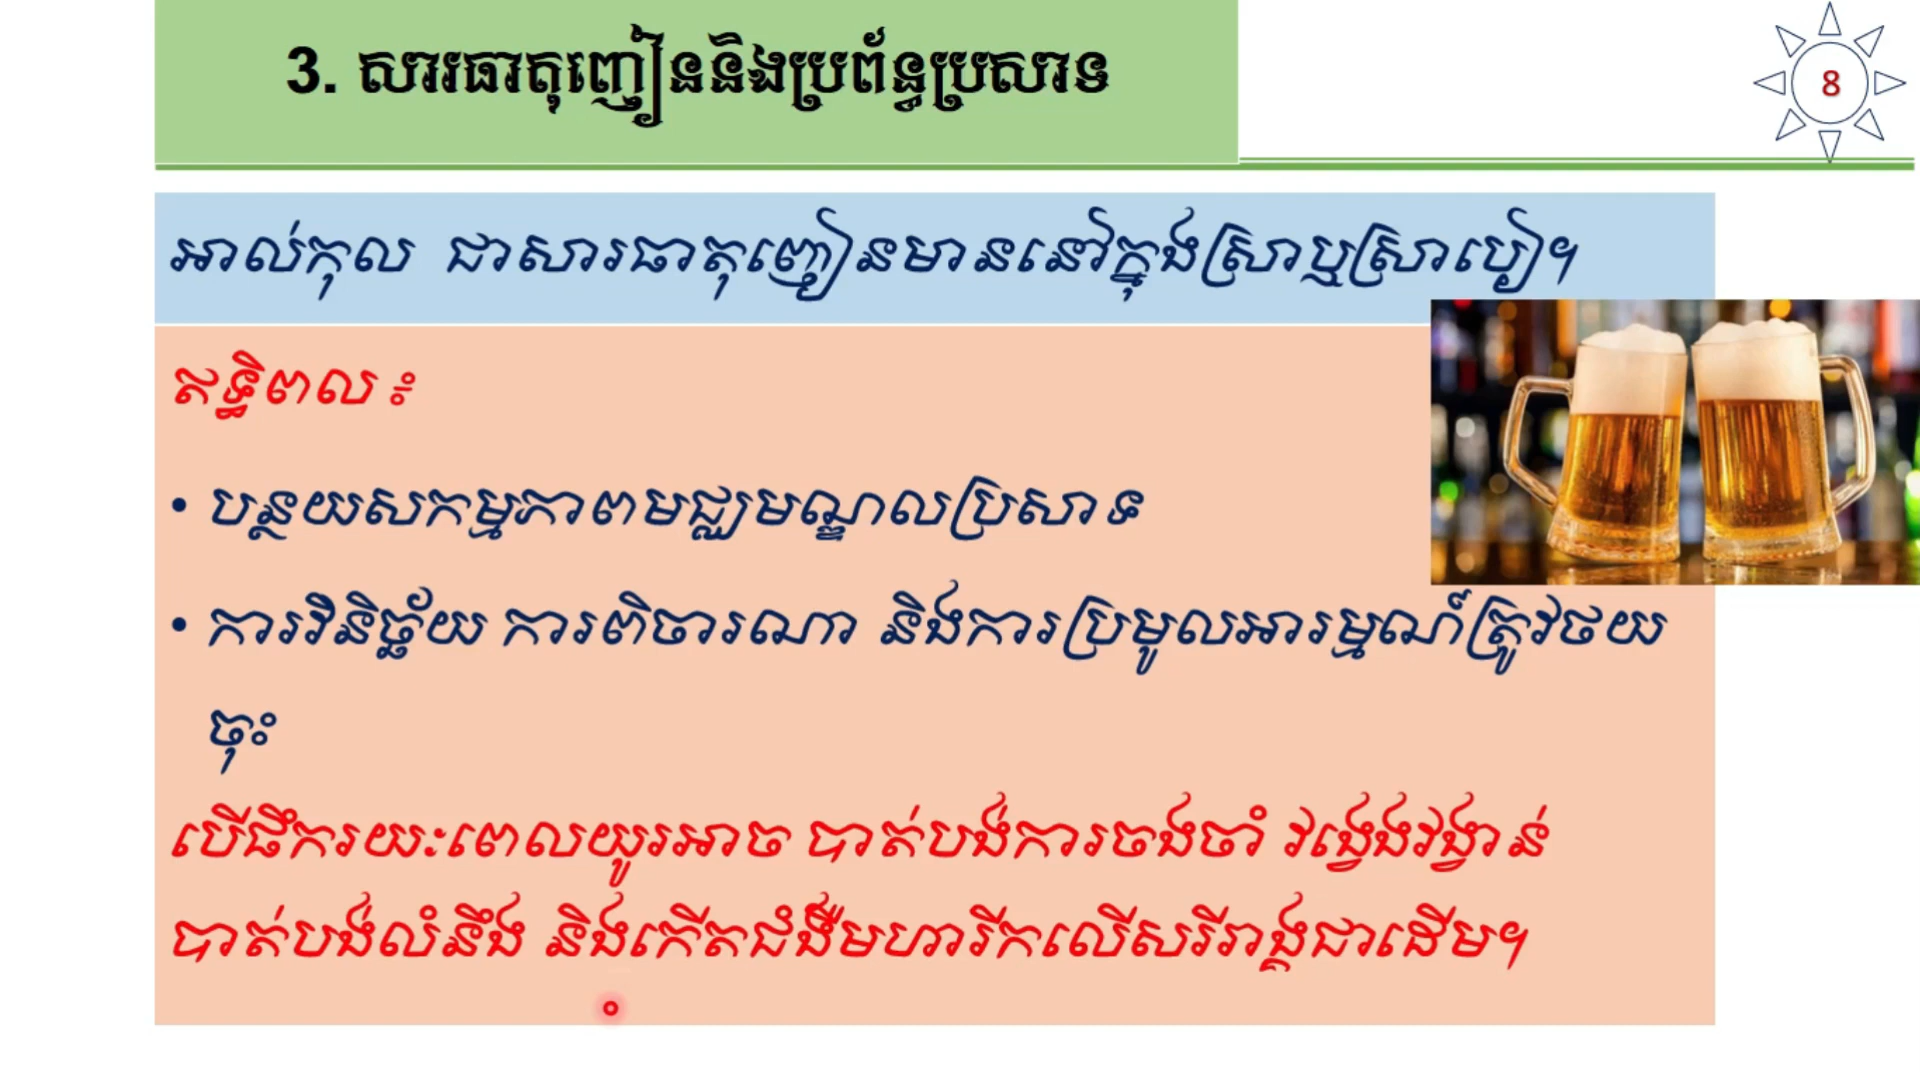 3. សារធាតុញៀននិងប្រព័ន្ធប្រសាទ
8
អាល់កុល ជាសារធាតុញៀនមាននៅក្នុងស្រាឬស្រាបៀ។
ឥទ្ធិពល ៖
• បន្ថយសកម្មភាពមជ្ឈមណ្ឌលប្រសាទ
• ការវិនិច្ឆ័យ ការពិចារណា និងការប្រមូលអារម្មណ៍ត្រូវថយ
ចុះ
បើផឹករយៈពេលយូរអាច បាត់បង់ការចងចាំ វង្វេងវង្វាន់
បាត់បង់លំនឹង និងកើតជំងឺមហារីកលើសរីរាង្គជាដើម។